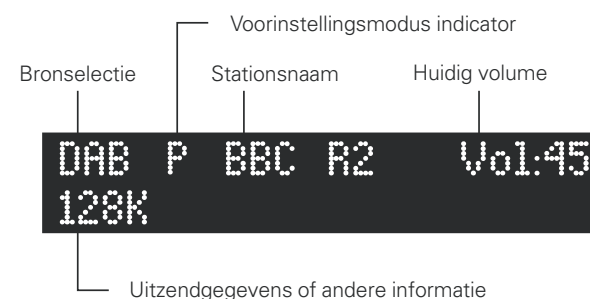 Voorinstellingsmodus indicator
Bronselectie Stationsnaam Huidig volume
DAB P BBC R2 Vol:45
128K
Uitzendgegevens of andere informatie